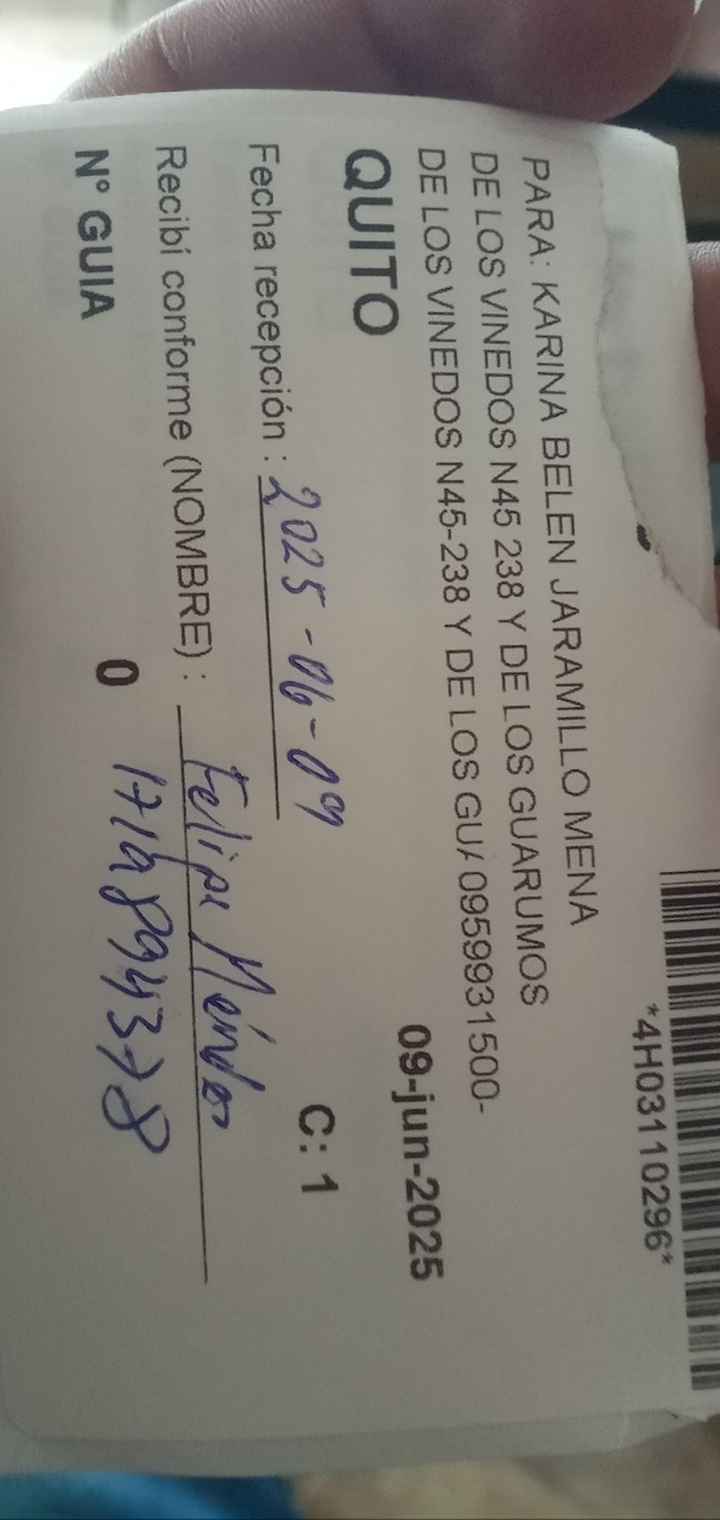 *4H03110296*
PARA: KARINA BELEN JARAMILLO MENA
DE LOS VINEDOS N45 238 Y DE LOS GUARUMOS
DE LOS VINEDOS N45-238 Y DE LOS GUA 0959931500-
QUITO 09-jun-2025
Fecha recepción : 2025-06-09 C: 1
Recibí conforme (NOMBRE) : Felipe Méndez
N° GUIA 0 1719894378